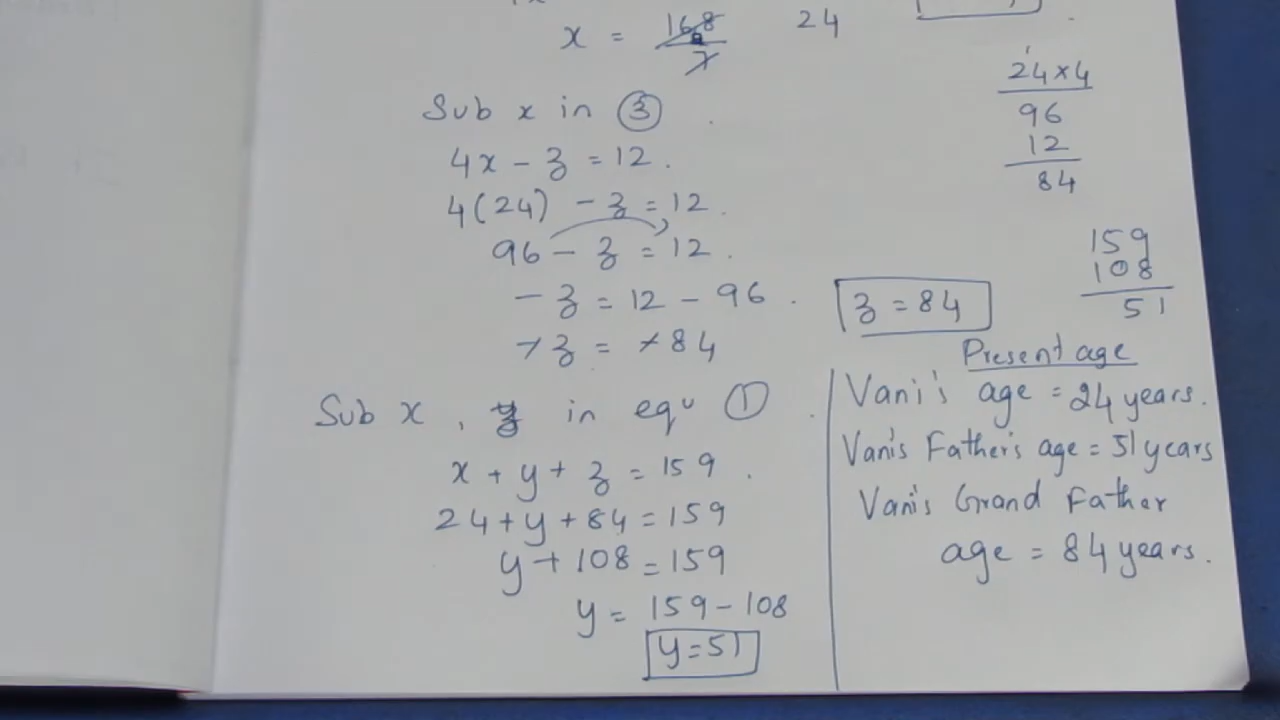 x = 168/7 24
Sub x in ③
4x - z = 12.
4(24) - z = 12.
96 - z = 12.
- z = 12 - 96.
- z = - 84
z = 84
Sub x, z in equ ①
x + y + z = 159.
24 + y + 84 = 159
y + 108 = 159
y = 159 - 108
y = 51
24 x 4
96
12
84
159
108
51
Present age
Vani's age = 24 years.
Vani's Father's age = 51 years
Vani's Grand Father
age = 84 years.